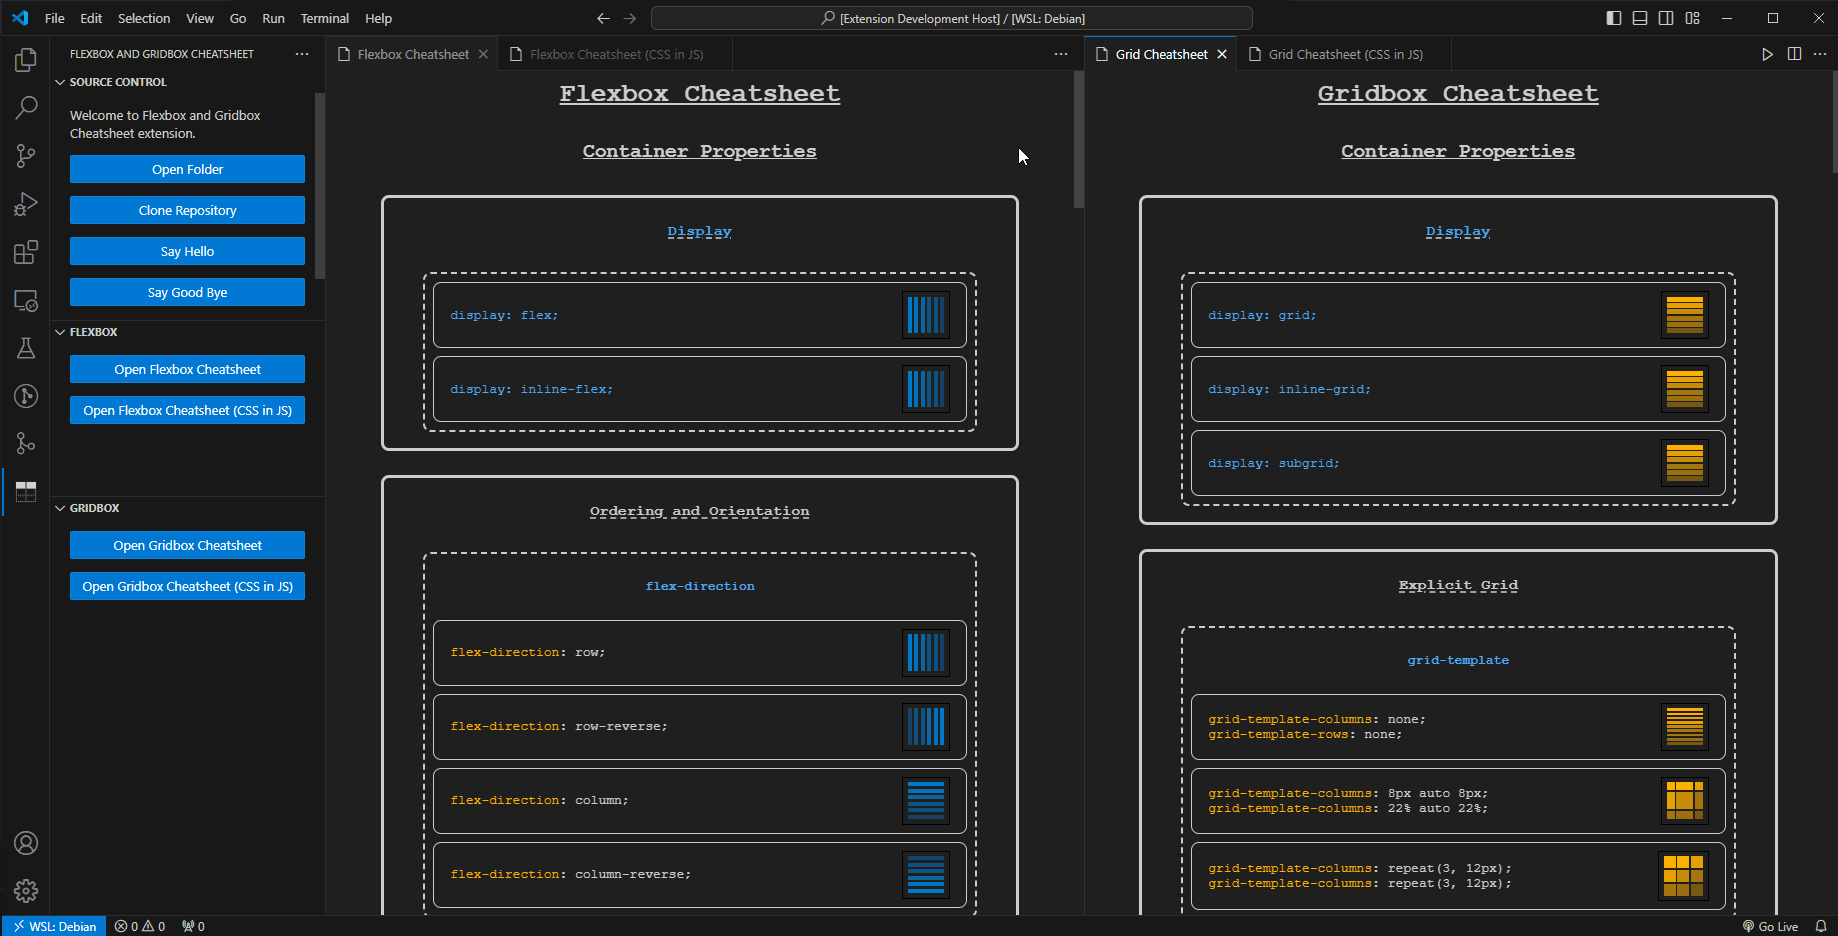 File Edit Selection View Go Run Terminal Help
[Extension Development Host] / [WSL: Debian]
FLEXBOX AND GRIDBOX CHEATSHEET
SOURCE CONTROL
Welcome to Flexbox and Gridbox
Cheatsheet extension.
Open Folder
Clone Repository
Say Hello
Say Good Bye
FLEXBOX
Open Flexbox Cheatsheet
Open Flexbox Cheatsheet (CSS in JS)
GRIDBOX
Open Gridbox Cheatsheet
Open Gridbox Cheatsheet (CSS in JS)
Flexbox Cheatsheet
Flexbox Cheatsheet (CSS in JS)
Flexbox Cheatsheet
Container Properties
Display
display: flex;
display: inline-flex;
Ordering and Orientation
flex-direction
flex-direction: row;
flex-direction: row-reverse;
flex-direction: column;
flex-direction: column-reverse;
Grid Cheatsheet
Grid Cheatsheet (CSS in JS)
Gridbox Cheatsheet
Container Properties
Display
display: grid;
display: inline-grid;
display: subgrid;
Explicit Grid
grid-template
grid-template-columns: none;
grid-template-rows: none;
grid-template-columns: 8px auto 8px;
grid-template-columns: 22% auto 22%;
grid-template-columns: repeat(3, 12px);
grid-template-columns: repeat(3, 12px);
WSL: Debian 0 0 0 Go Live